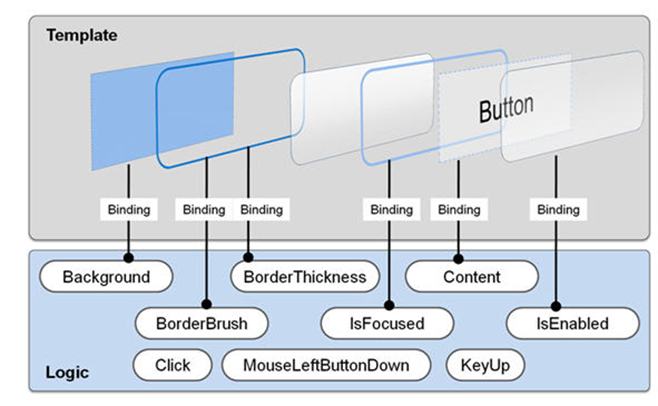 Template
Button
Binding Binding Binding Binding Binding Binding
Background BorderThickness Content
BorderBrush IsFocused IsEnabled
Click MouseLeftButtonDown KeyUp
Logic